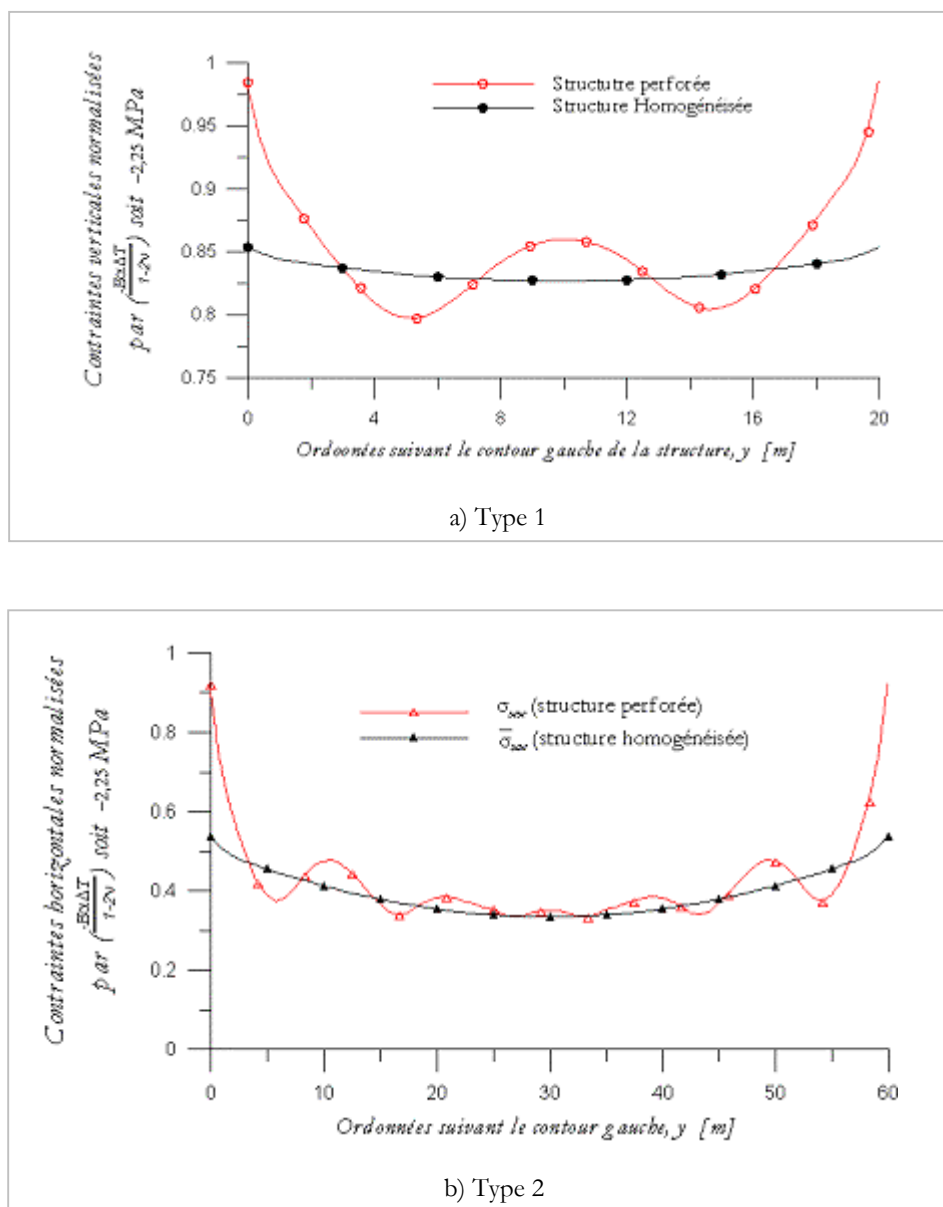 Contraintes verticales normalisées
par (-EαΔT / 1-2ν) soit -2,25 MPa
1
0.95
0.9
0.85
0.8
0.75
Structutre perforée
Structure Homogénéisée
0 4 8 12 16 20
Ordoonées suivant le contour gauche de la structure, y [m]
a) Type 1
Contraintes horizontales normalisées
par (-EαΔT / 1-2ν) soit -2,25 MPa
1
0.8
0.6
0.4
0.2
0
σxx (structure perforée)
σ̅xx (structure homogénéisée)
0 10 20 30 40 50 60
Ordonnées suivant le contour gauche, y [m]
b) Type 2